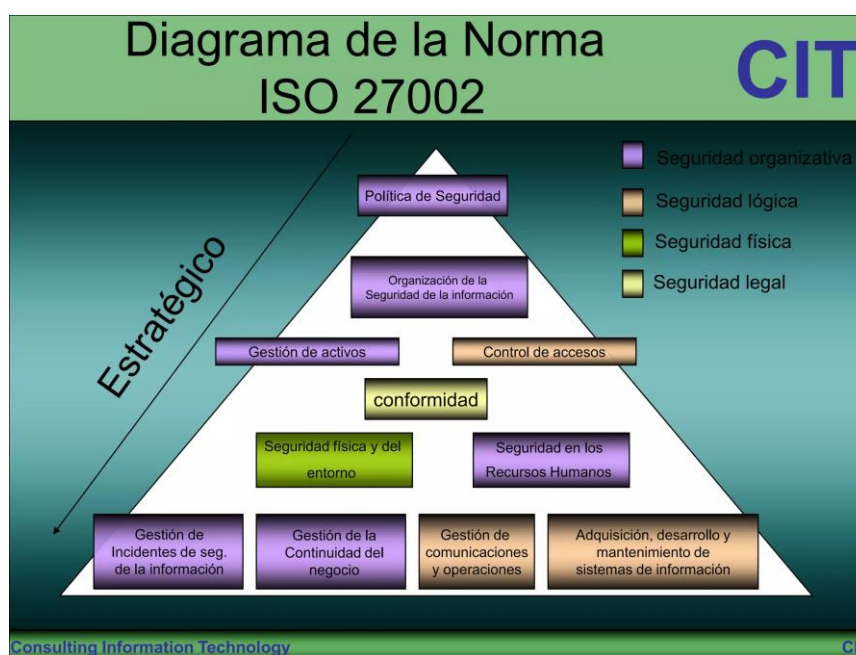 Diagrama de la Norma
ISO 27002
CIT
Estratégico
Seguridad organizativa
Seguridad lógica
Seguridad física
Seguridad legal
Política de Seguridad
Organización de la
Seguridad de la información
Gestión de activos
Control de accesos
conformidad
Seguridad física y del
entorno
Seguridad en los
Recursos Humanos
Gestión de
Incidentes de seg.
de la información
Gestión de la
Continuidad del
negocio
Gestión de
comunicaciones
y operaciones
Adquisición, desarrollo y
mantenimiento de
sistemas de información
Consulting Information Technology
Ci